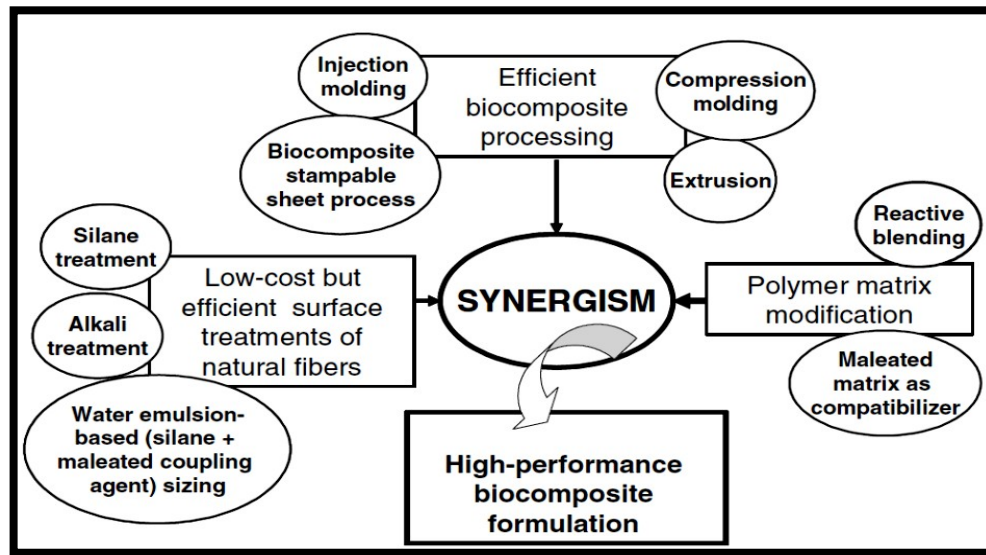 Injection
molding
Efficient
biocomposite
processing
Compression
molding
Biocomposite
stampable
sheet process
Extrusion
Silane
treatment
Alkali
treatment
Low-cost but
efficient surface
treatments of
natural fibers
Water emulsion-
based (silane +
maleated coupling
agent) sizing
SYNERGISM
Reactive
blending
Polymer matrix
modification
Maleated
matrix as
compatibilizer
High-performance
biocomposite
formulation